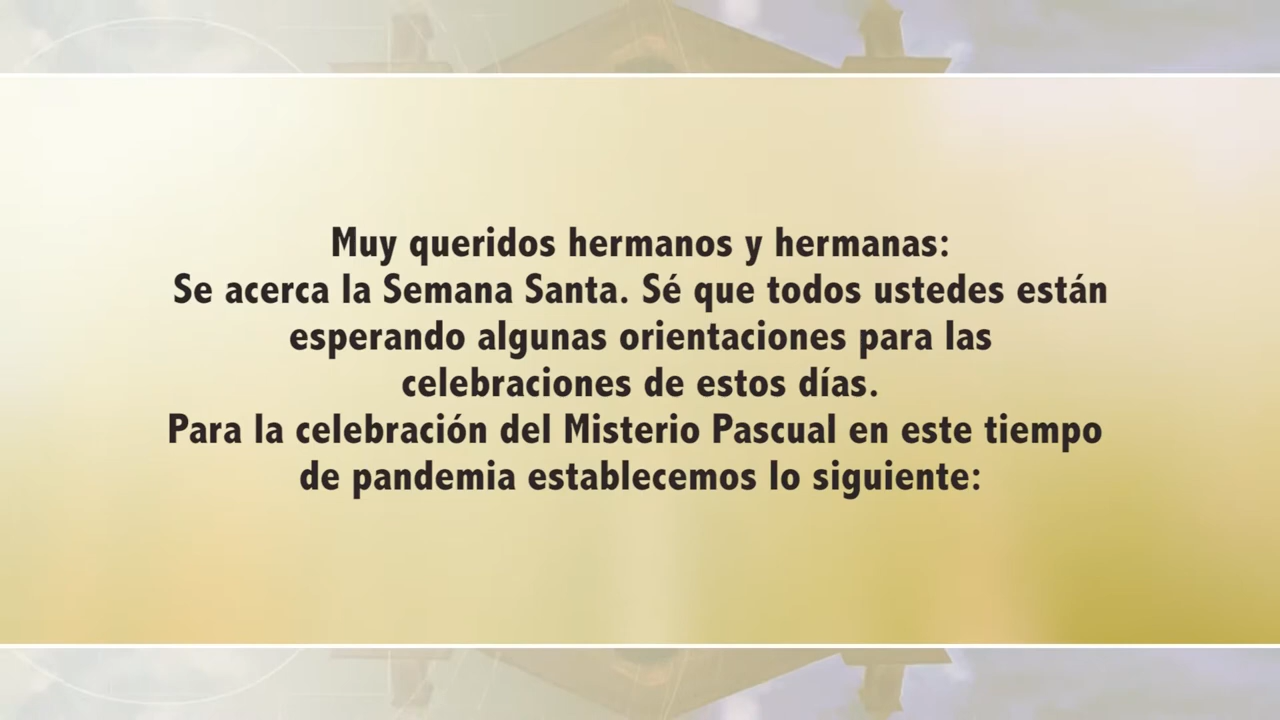 Muy queridos hermanos y hermanas:
Se acerca la Semana Santa. Sé que todos ustedes están
esperando algunas orientaciones para las
celebraciones de estos días.
Para la celebración del Misterio Pascual en este tiempo
de pandemia establecemos lo siguiente: